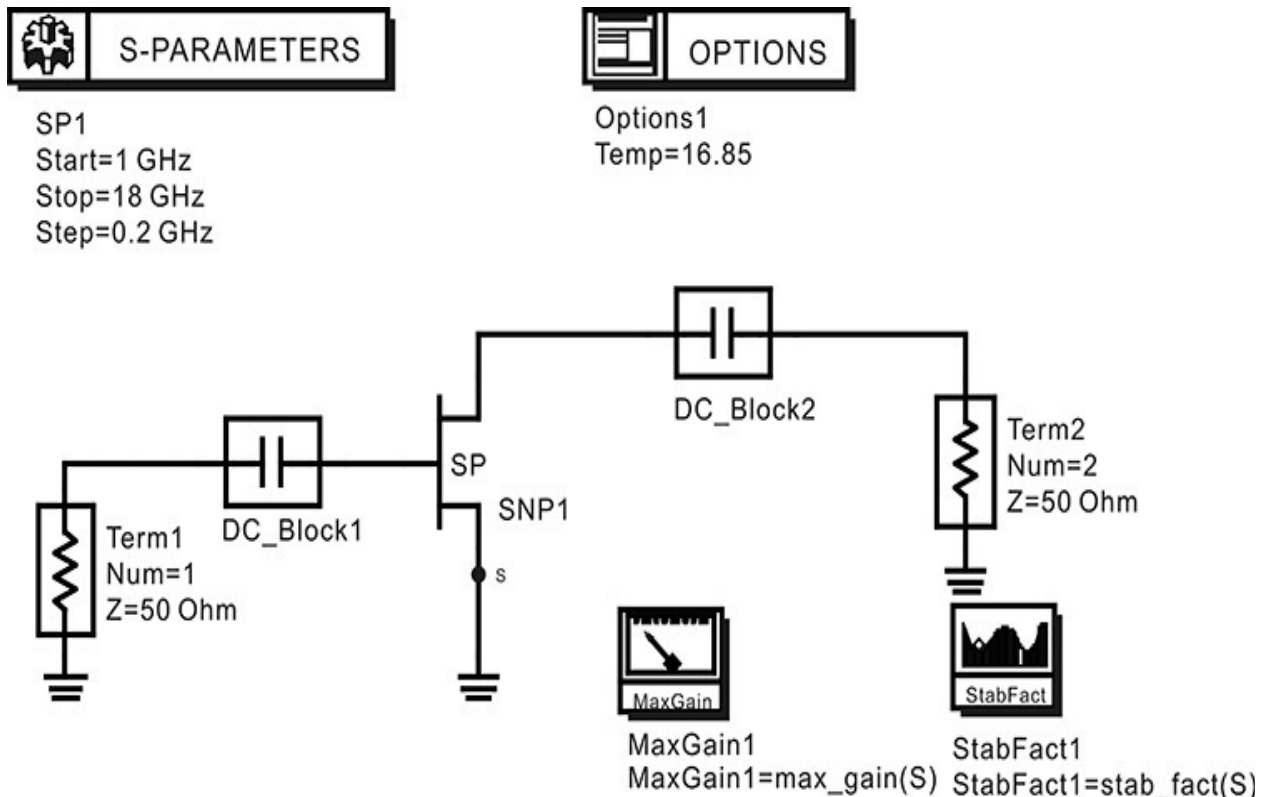 S-PARAMETERS
SP1
Start=1 GHz
Stop=18 GHz
Step=0.2 GHz
OPTIONS
Options1
Temp=16.85
DC_Block2
Term2
Num=2
Z=50 Ohm
SP
SNP1
DC_Block1
Term1
Num=1
Z=50 Ohm
S
MaxGain
MaxGain1
MaxGain1=max_gain(S)
StabFact
StabFact1
StabFact1=stab_fact(S)